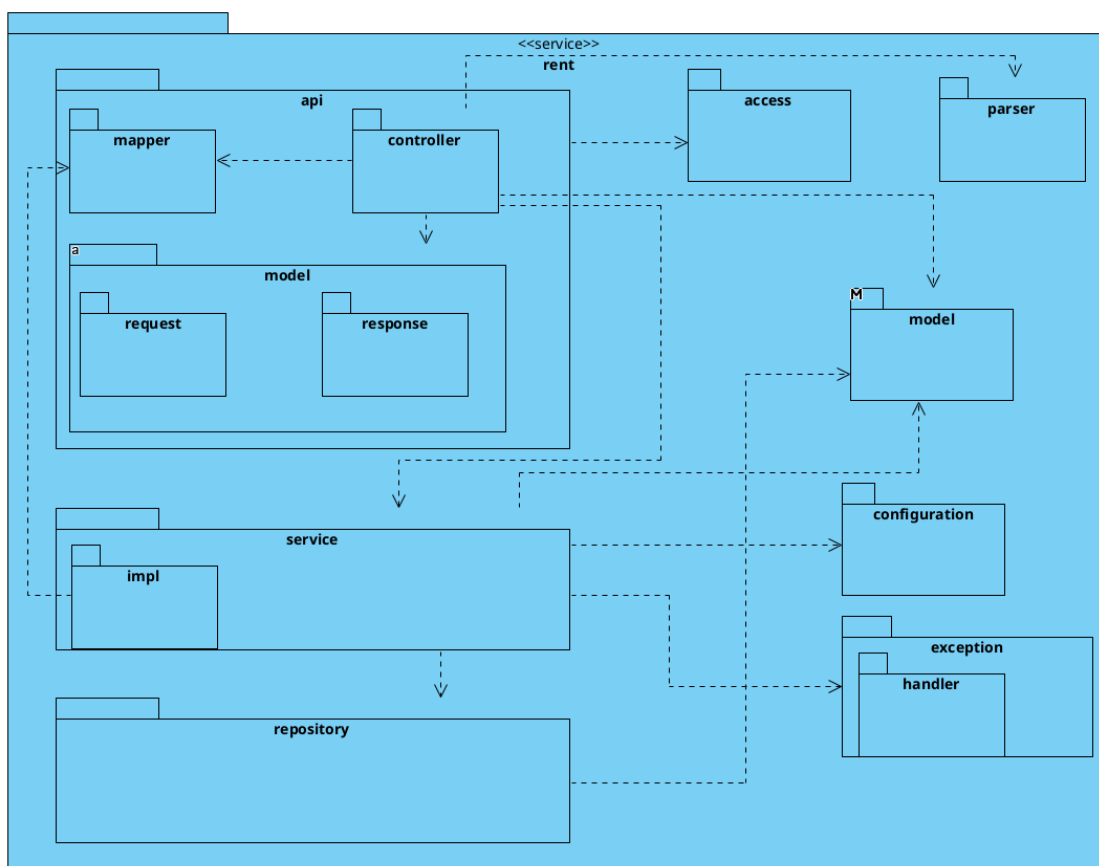 <<service>>
rent
api
access
parser
mapper
controller
a
model
request
response
M
model
service
impl
configuration
exception
handler
repository